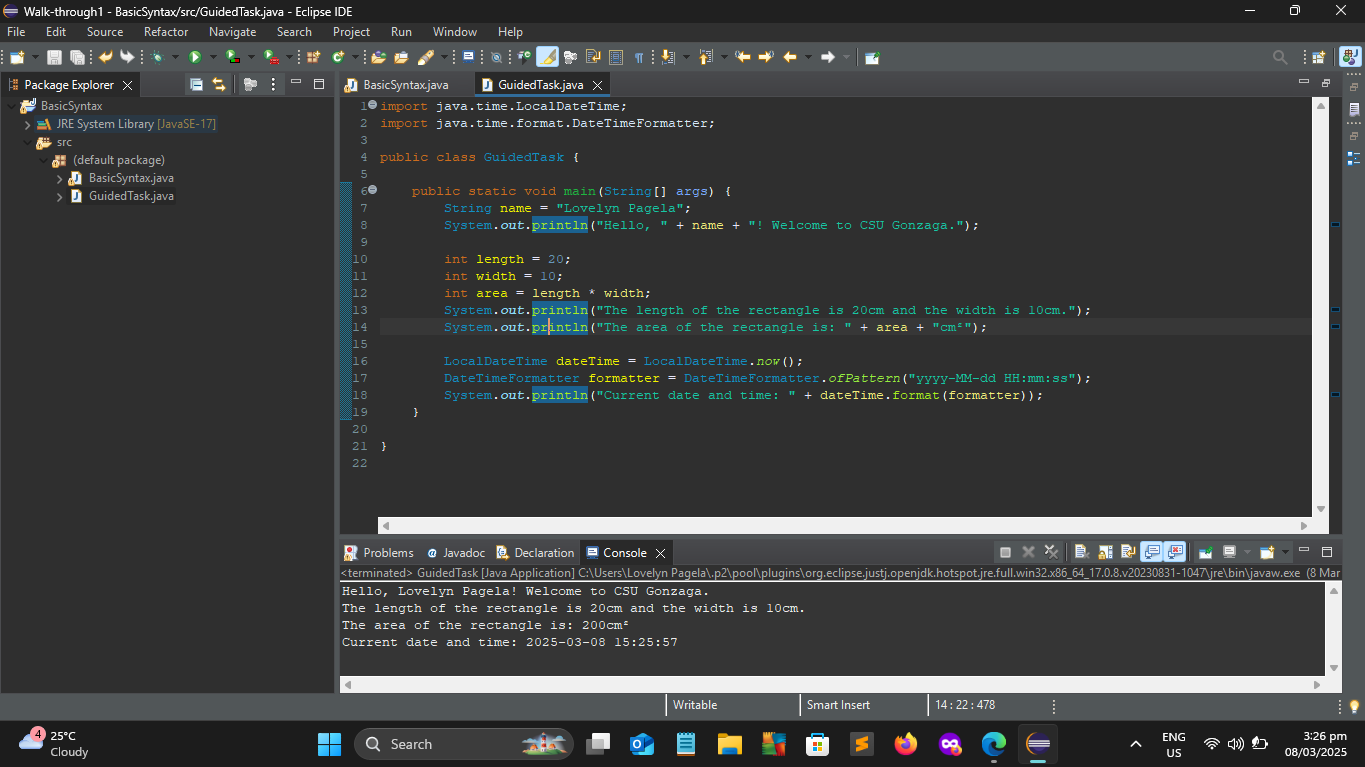 Walk-through1 - BasicSyntax/src/GuidedTask.java - Eclipse IDE
File Edit Source Refactor Navigate Search Project Run Window Help
Package Explorer
BasicSyntax
JRE System Library [JavaSE-17]
src
(default package)
BasicSyntax.java
GuidedTask.java
BasicSyntax.java GuidedTask.java
1 import java.time.LocalDateTime;
2 import java.time.format.DateTimeFormatter;
3
4 public class GuidedTask {
5
6 public static void main(String[] args) {
7 String name = "Lovelyn Pagela";
8 System.out.println("Hello, " + name + "! Welcome to CSU Gonzaga.");
9
10 int length = 20;
11 int width = 10;
12 int area = length * width;
13 System.out.println("The length of the rectangle is 20cm and the width is 10cm.");
14 System.out.println("The area of the rectangle is: " + area + "cm²");
15
16 LocalDateTime dateTime = LocalDateTime.now();
17 DateTimeFormatter formatter = DateTimeFormatter.ofPattern("yyyy-MM-dd HH:mm:ss");
18 System.out.println("Current date and time: " + dateTime.format(formatter));
19 }
20
21 }
22
Problems Javadoc Declaration Console
<terminated> GuidedTask [Java Application] C:\Users\Lovelyn Pagela\.p2\pool\plugins\org.eclipse.justj.openjdk.hotspot.jre.full.win32.x86_64_17.0.8.v20230831-1047\jre\bin\javaw.exe (8 Mar
Hello, Lovelyn Pagela! Welcome to CSU Gonzaga.
The length of the rectangle is 20cm and the width is 10cm.
The area of the rectangle is: 200cm²
Current date and time: 2025-03-08 15:25:57
Writable Smart Insert 14 : 22 : 478
4
25°C
Cloudy
Search
ENG
US
3:26 pm
08/03/2025